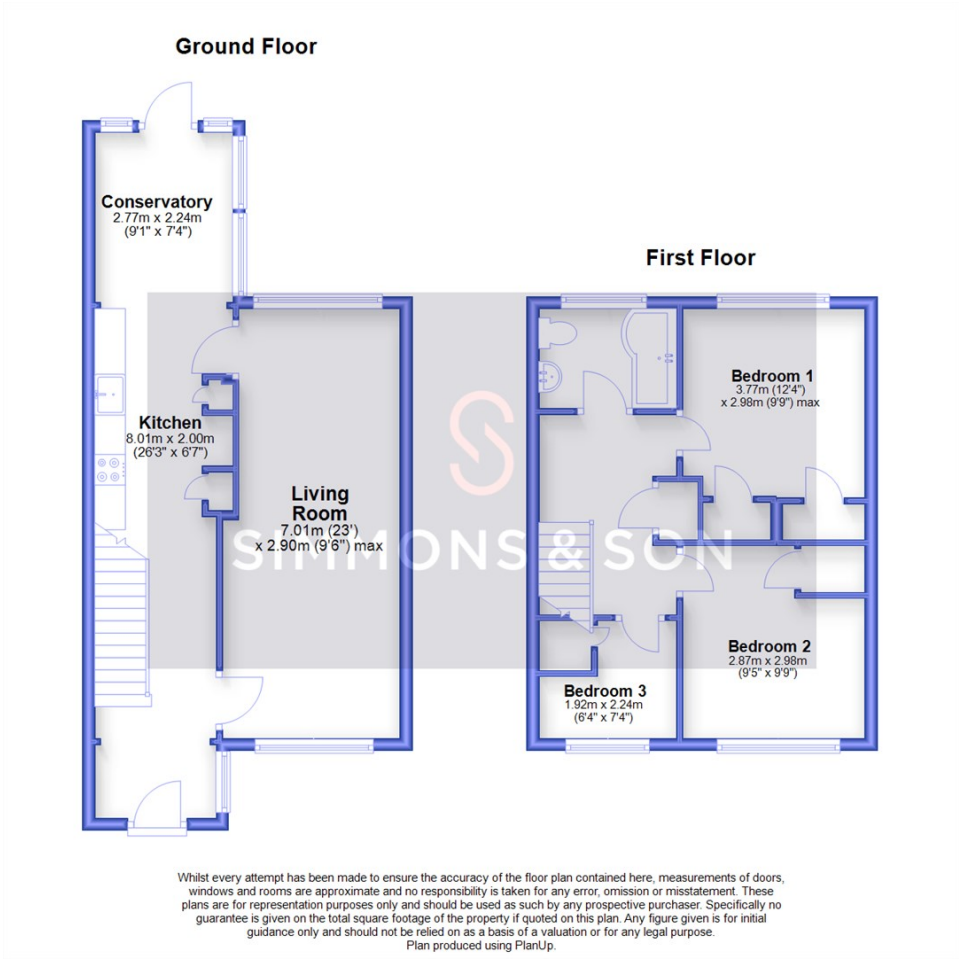 Ground Floor
Conservatory
2.77m x 2.24m
(9'1" x 7'4")
First Floor
Bedroom 1
3.77m (12'4")
x 2.98m (9'9") max
Kitchen
8.01m x 2.00m
(26'3" x 6'7")
Living
Room
7.01m (23')
x 2.90m (9'6") max
SIMMONS & SON
Bedroom 2
2.87m x 2.98m
(9'5" x 9'9")
Bedroom 3
1.92m x 2.24m
(6'4" x 7'4")
Whilst every attempt has been made to ensure the accuracy of the floor plan contained here, measurements of doors,
windows and rooms are approximate and no responsibility is taken for any error, omission or misstatement. These
plans are for representation purposes only and should be used as such by any prospective purchaser. Specifically no
guarantee is given on the total square footage of the property if quoted on this plan. Any figure given is for initial
guidance only and should not be relied on as a basis of a valuation or for any legal purpose.
Plan produced using PlanUp.